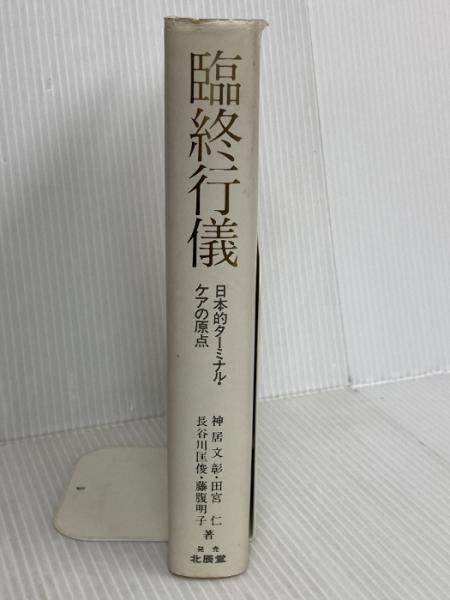 臨終行儀
日本的ターミナル・
ケアの原点
神居文彰・田宮 仁
長谷川匡俊・藤腹明子 著
発売
北辰堂